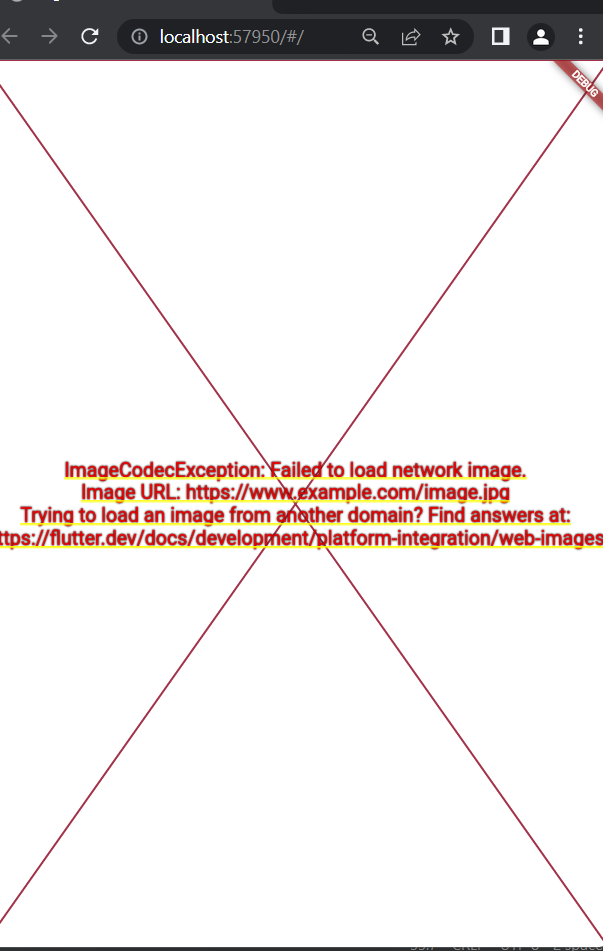 localhost:57950/#/
DEBUG
ImageCodecException: Failed to load network image.
Image URL: https://www.example.com/image.jpg
Trying to load an image from another domain? Find answers at:
ttps://flutter.dev/docs/development/platform-integration/web-images